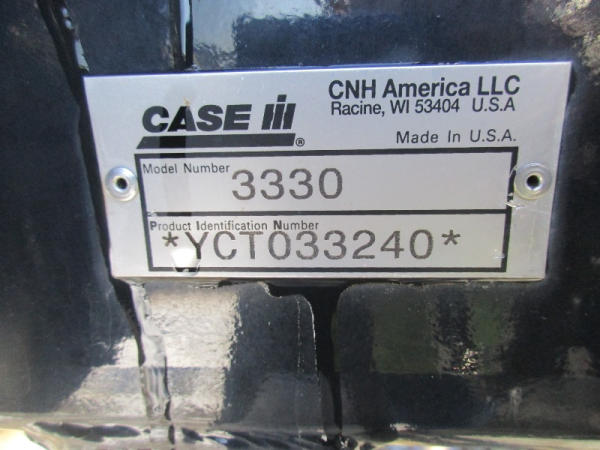 CASE IH
®
CNH America LLC
Racine, WI 53404 U.S.A
Made In U.S.A.
Model Number
3330
Product Identification Number
*YCT033240*